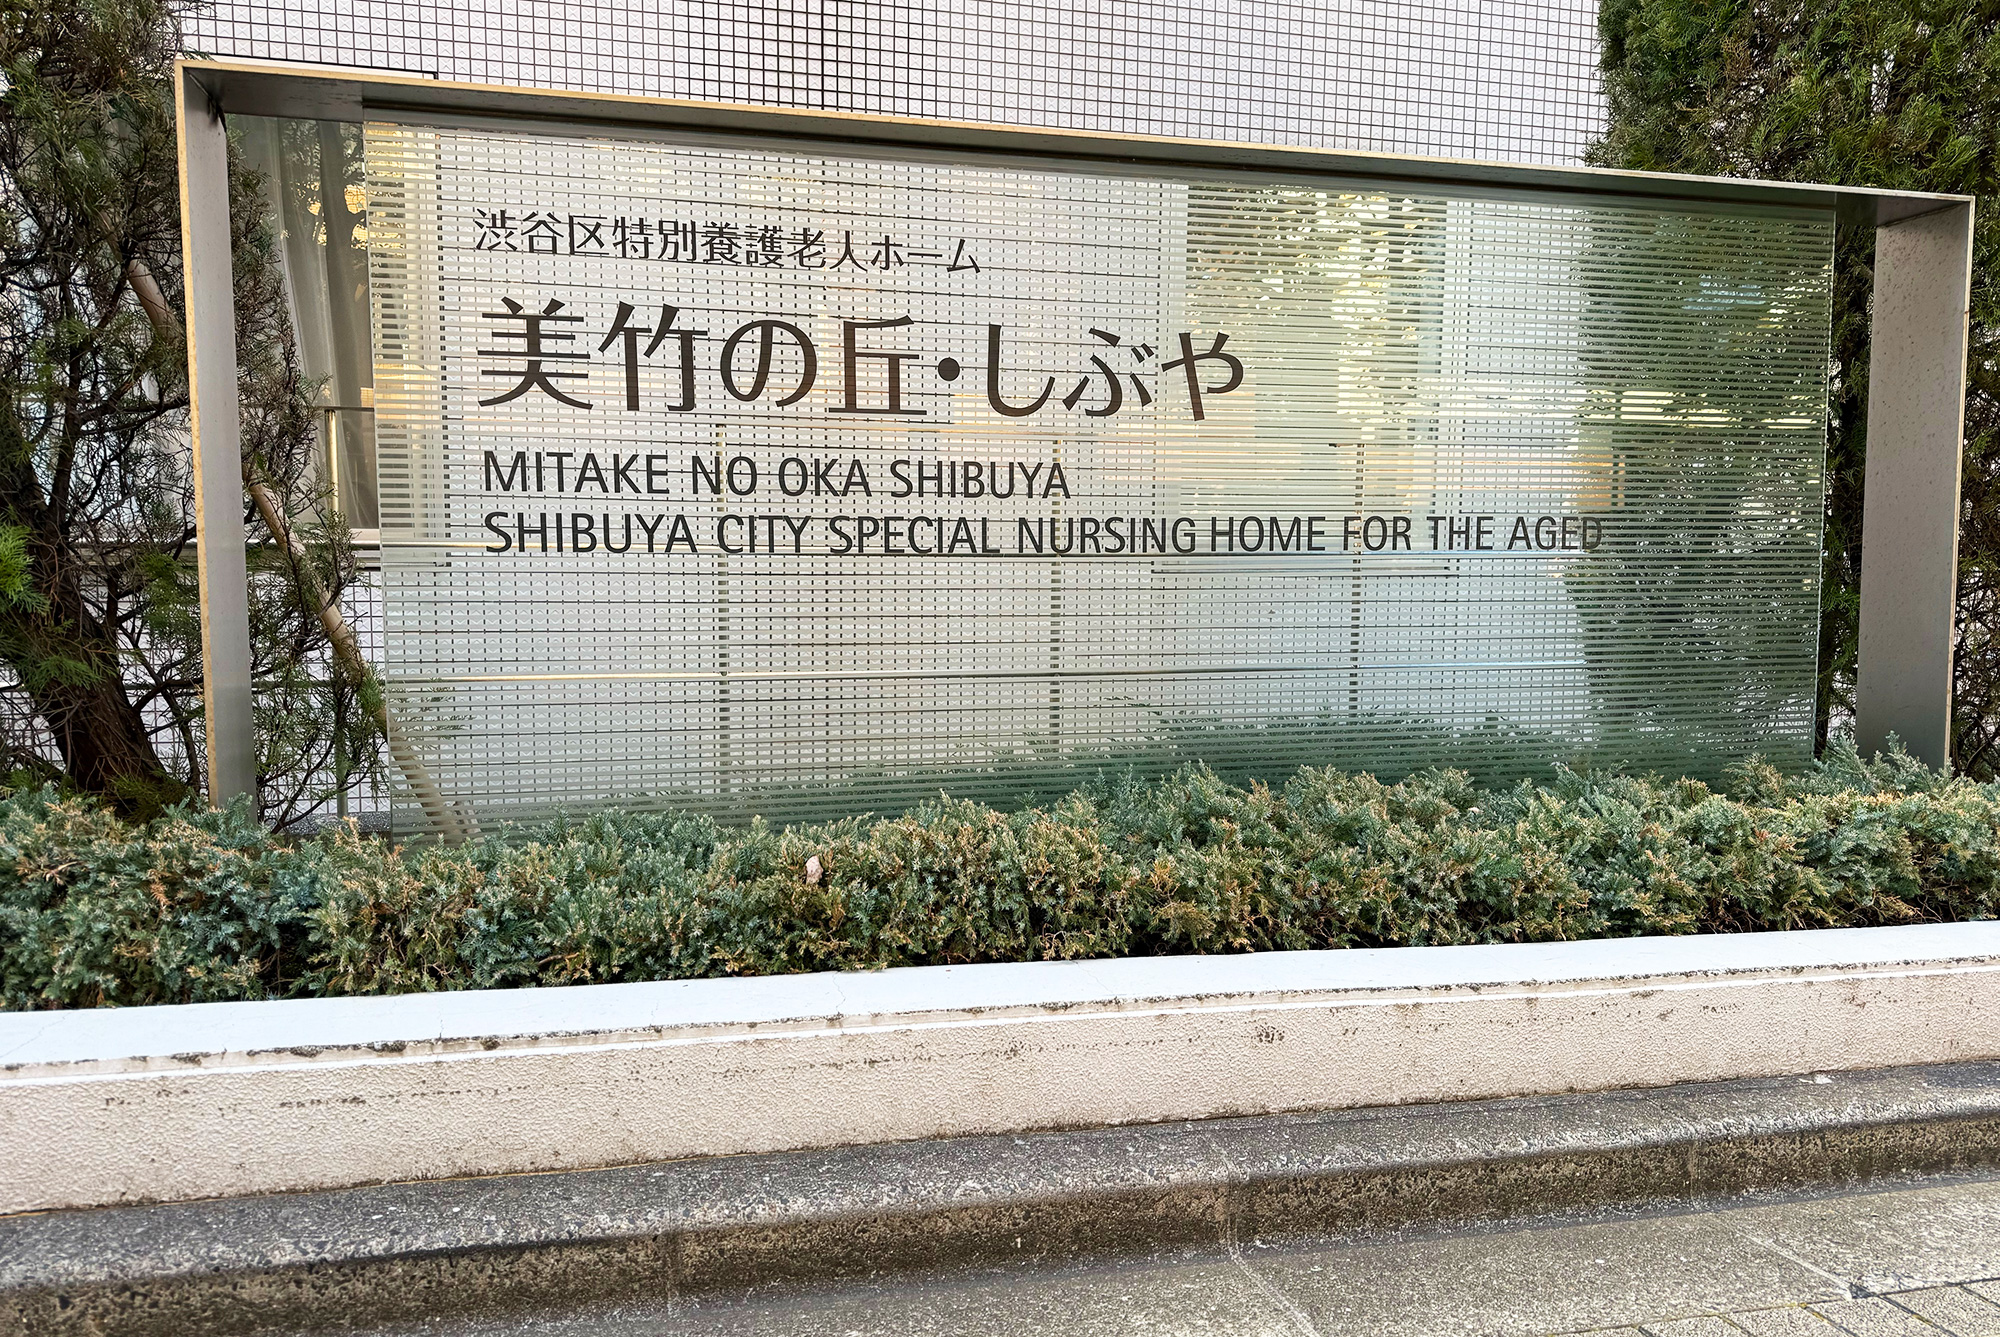 渋谷区特別養護老人ホーム
美竹の丘・しぶや
MITAKE NO OKA SHIBUYA
SHIBUYA CITY SPECIAL NURSING HOME FOR THE AGED